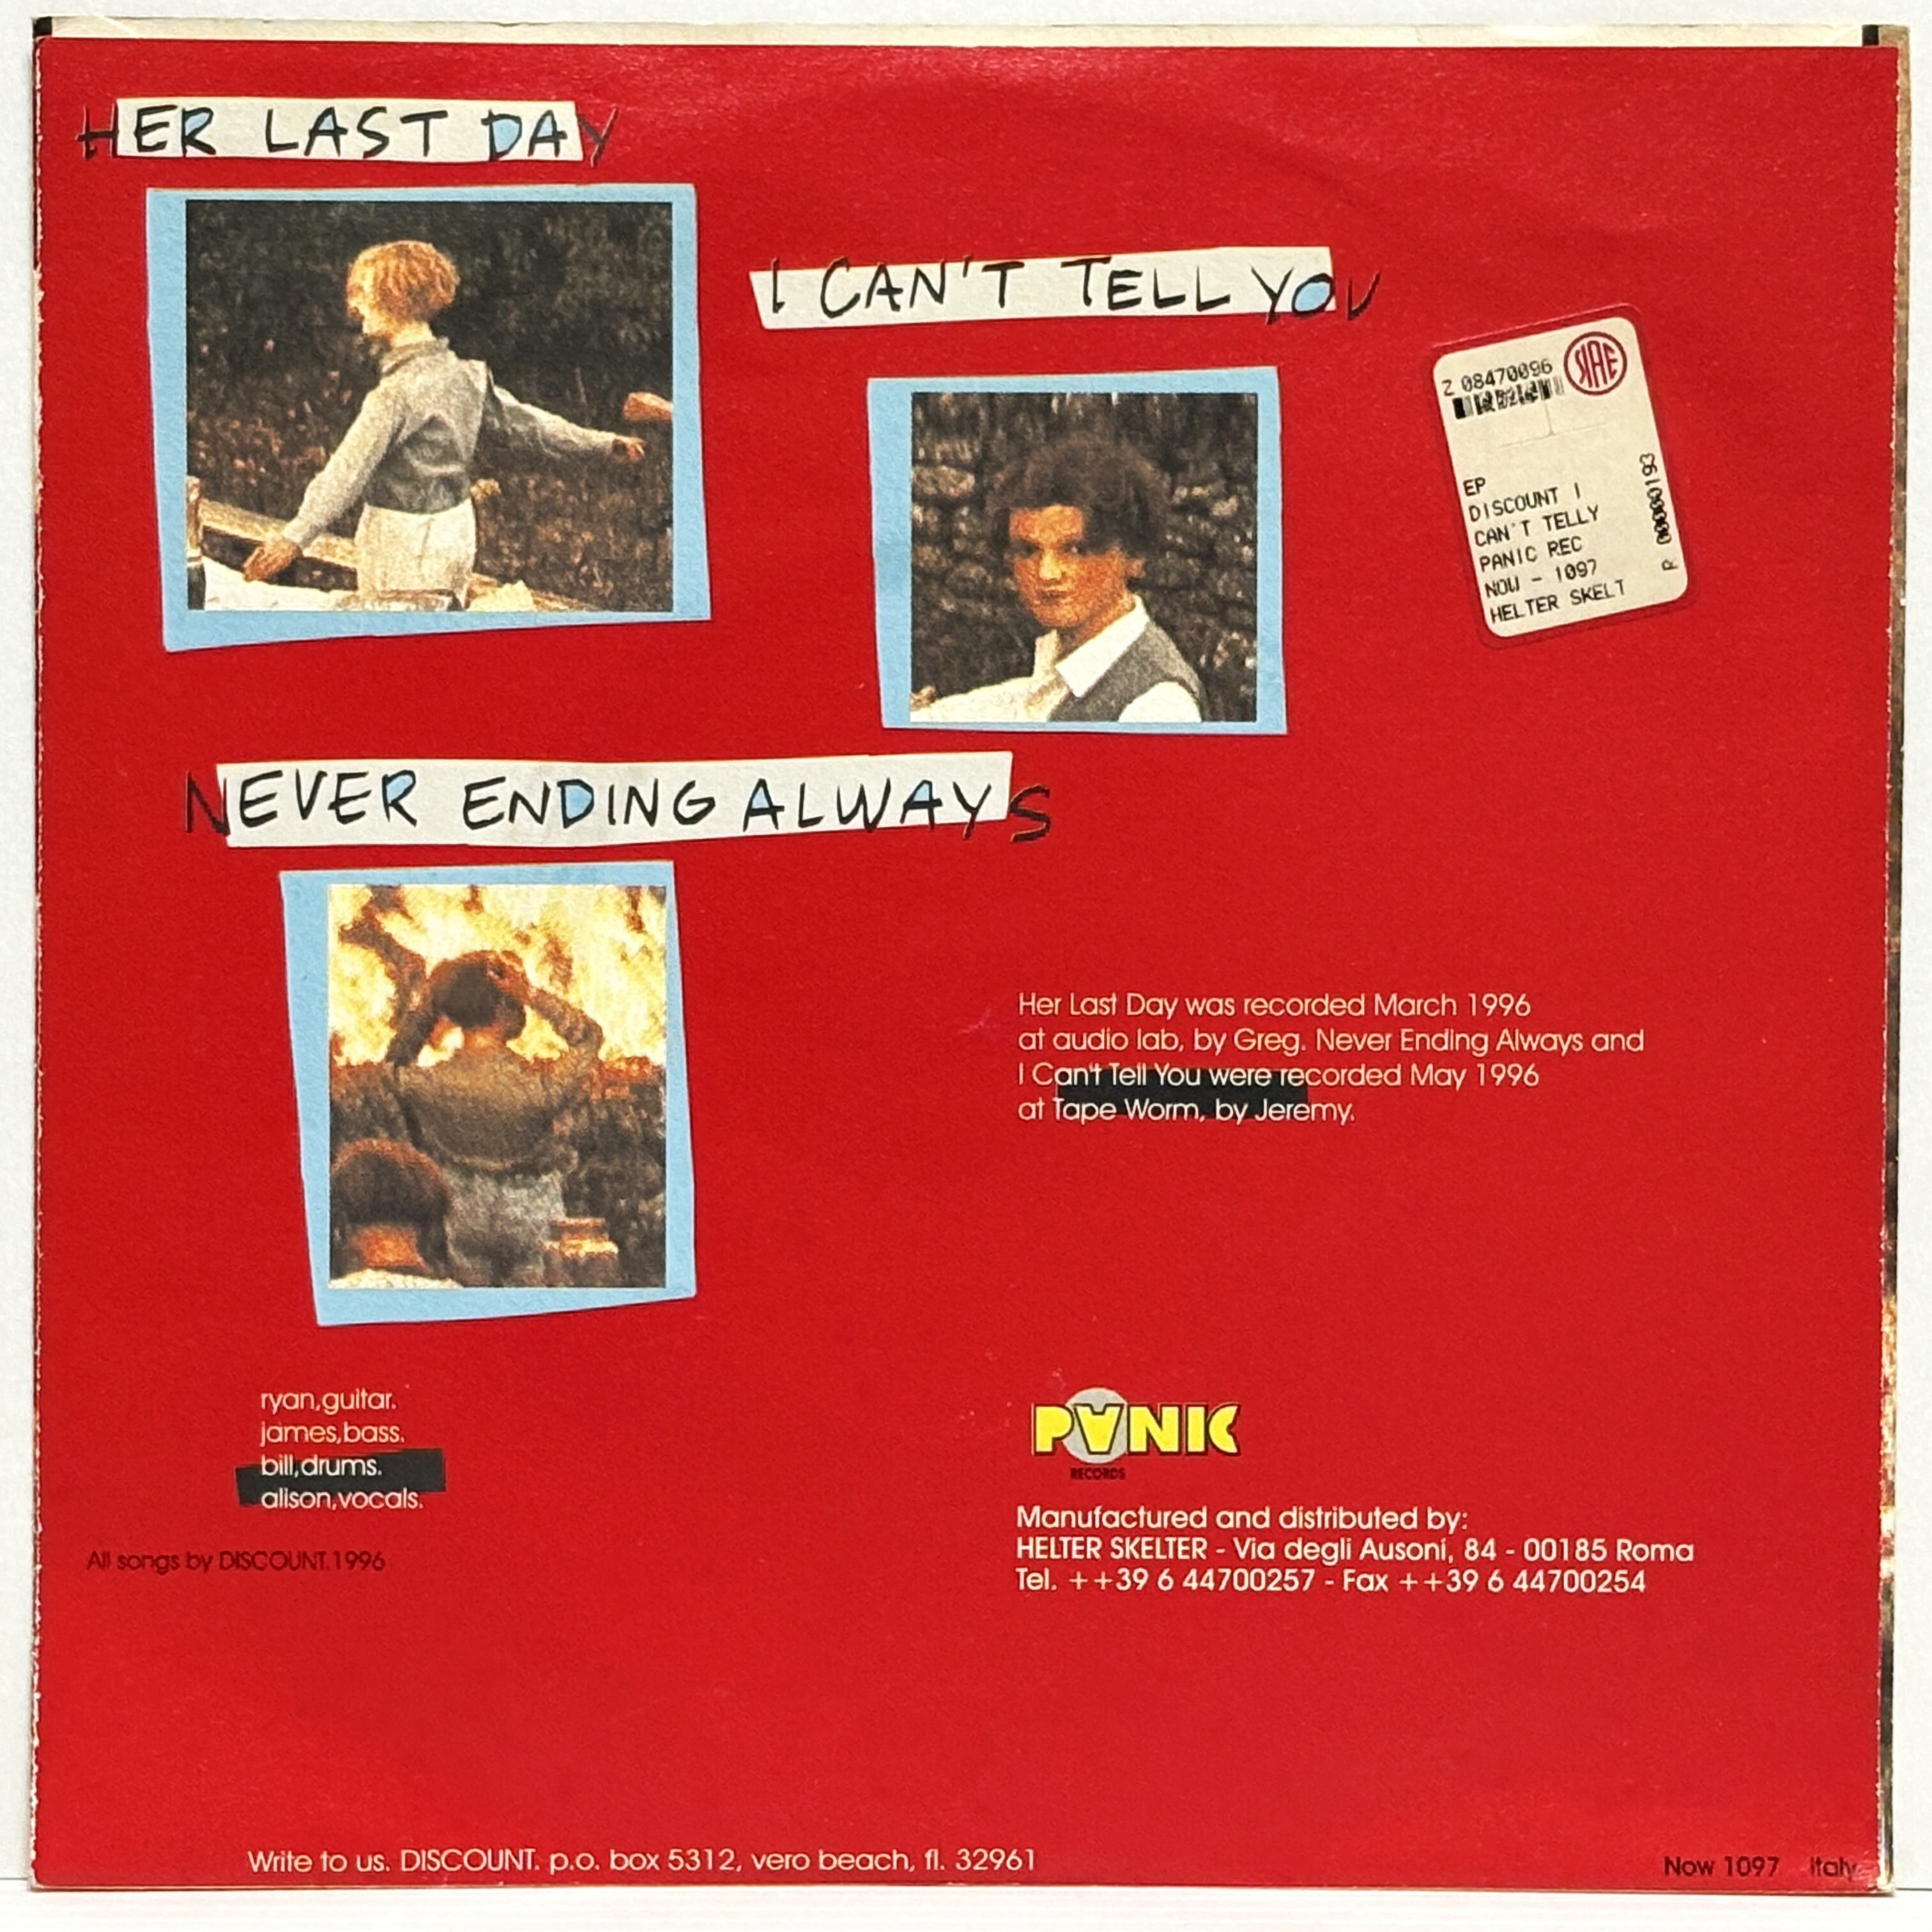 HER LAST DAY
I CAN'T TELL YOU
Z 08470096
SIAE
EP
DISCOUNT I
CAN'T TELLY
PANIC REC
NOW - 1097
HELTER SKELT
NEVER ENDING ALWAYS
Her Last Day was recorded March 1996
at audio lab, by Greg. Never Ending Always and
I Can't Tell You were recorded May 1996
at Tape Worm, by Jeremy.
ryan,guitar.
james,bass.
bill,drums.
alison,vocals.
All songs by DISCOUNT.1996
PANIC
RECORDS
Manufactured and distributed by:
HELTER SKELTER - Via degli Ausoni, 84 - 00185 Roma
Tel. ++39 6 44700257 - Fax ++39 6 44700254
Write to us. DISCOUNT. p.o. box 5312, vero beach, fl. 32961
Now 1097 Italy